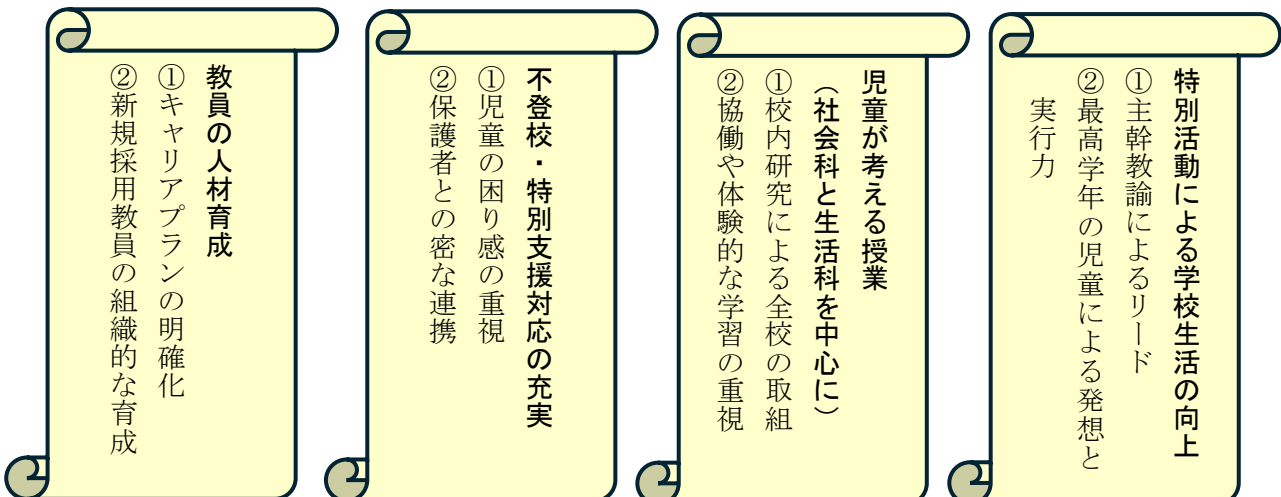 特別活動による学校生活の向上
①主幹教諭によるリード
②最高学年の児童による発想と
実行力
児童が考える授業
(社会科と生活科を中心に)
①校内研究による全校の取組
②協働や体験的な学習の重視
不登校・特別支援対応の充実
①児童の困り感の重視
②保護者との密な連携
教員の人材育成
①キャリアプランの明確化
②新規採用教員の組織的な育成